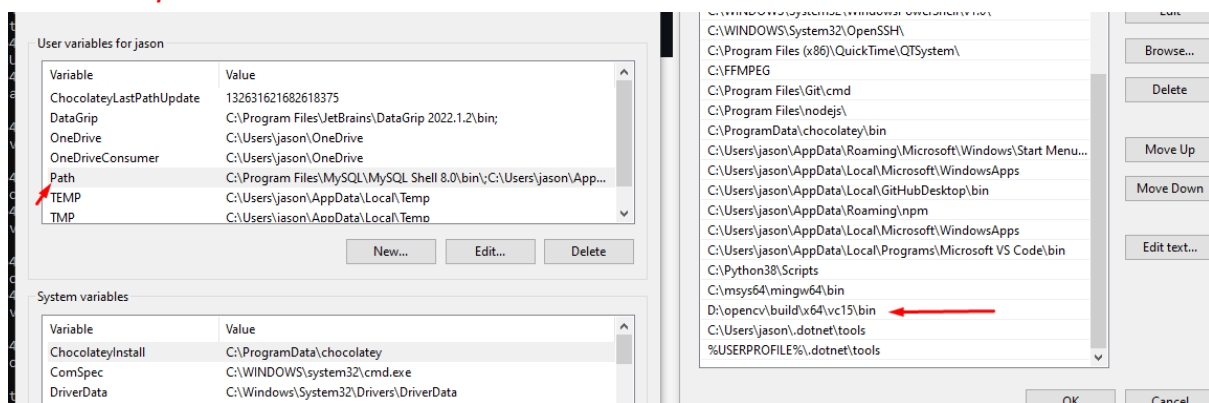 User variables for jason
Variable Value
ChocolateyLastPathUpdate 132631621682618375
DataGrip C:\Program Files\JetBrains\DataGrip 2022.1.2\bin;
OneDrive C:\Users\jason\OneDrive
OneDriveConsumer C:\Users\jason\OneDrive
Path C:\Program Files\MySQL\MySQL Shell 8.0\bin\;C:\Users\jason\App...
TEMP C:\Users\jason\AppData\Local\Temp
TMP C:\Users\jason\AppData\Local\Temp
New... Edit... Delete
System variables
Variable Value
ChocolateyInstall C:\ProgramData\chocolatey
ComSpec C:\WINDOWS\system32\cmd.exe
DriverData C:\Windows\System32\Drivers\DriverData
C:\WINDOWS\System32\WindowsPowerShell\v1.0\
C:\WINDOWS\System32\OpenSSH\
C:\Program Files (x86)\QuickTime\QTSystem\
C:\FFMPEG
C:\Program Files\Git\cmd
C:\Program Files\nodejs\
C:\ProgramData\chocolatey\bin
C:\Users\jason\AppData\Roaming\Microsoft\Windows\Start Menu...
C:\Users\jason\AppData\Local\Microsoft\WindowsApps
C:\Users\jason\AppData\Local\GitHubDesktop\bin
C:\Users\jason\AppData\Roaming\npm
C:\Users\jason\AppData\Local\Microsoft\WindowsApps
C:\Users\jason\AppData\Local\Programs\Microsoft VS Code\bin
C:\Python38\Scripts
C:\msys64\mingw64\bin
D:\opencv\build\x64\vc15\bin
C:\Users\jason\.dotnet\tools
%USERPROFILE%\.dotnet\tools
Edit
Browse...
Delete
Move Up
Move Down
Edit text...
OK Cancel